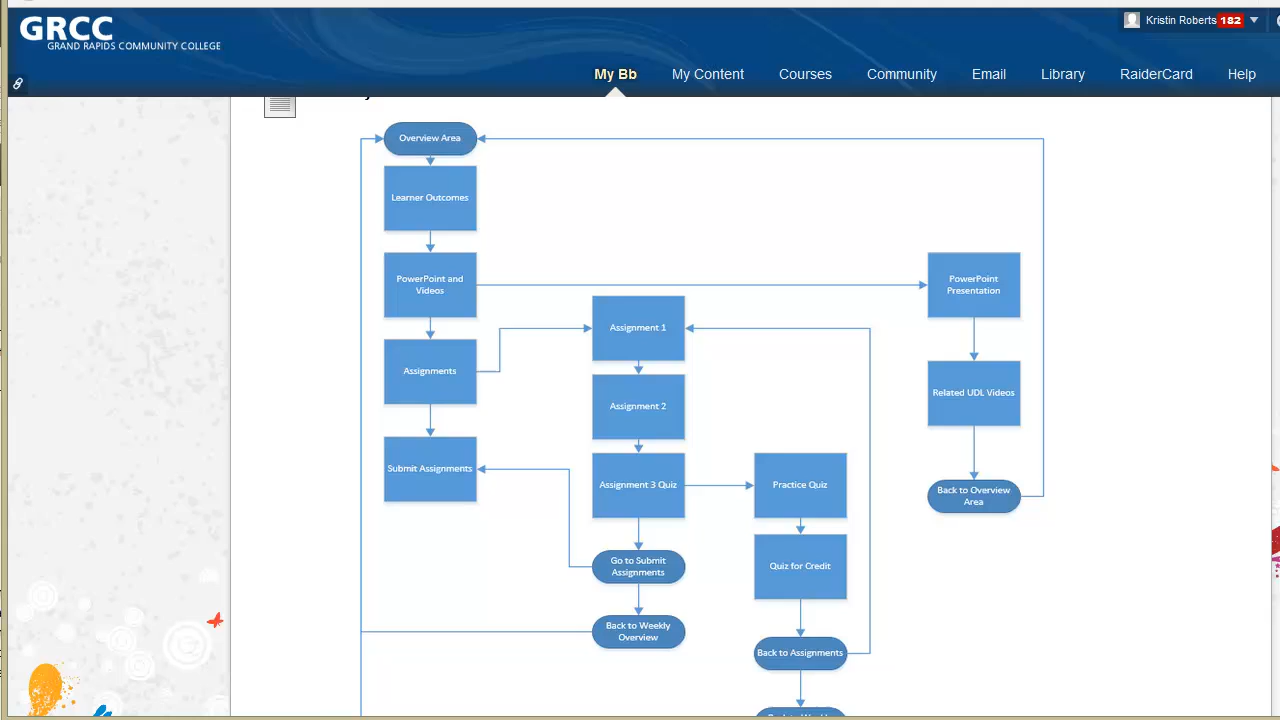 GRCC
GRAND RAPIDS COMMUNITY COLLEGE
Kristin Roberts 182
My Bb
My Content
Courses
Community
Email
Library
RaiderCard
Help
Overview Area
Learner Outcomes
PowerPoint and
Videos
Assignments
Submit Assignments
Assignment 1
Assignment 2
Assignment 3 Quiz
Go to Submit
Assignments
Back to Weekly
Overview
Practice Quiz
Quiz for Credit
Back to Assignments
PowerPoint
Presentation
Related UDL Videos
Back to Overview
Area